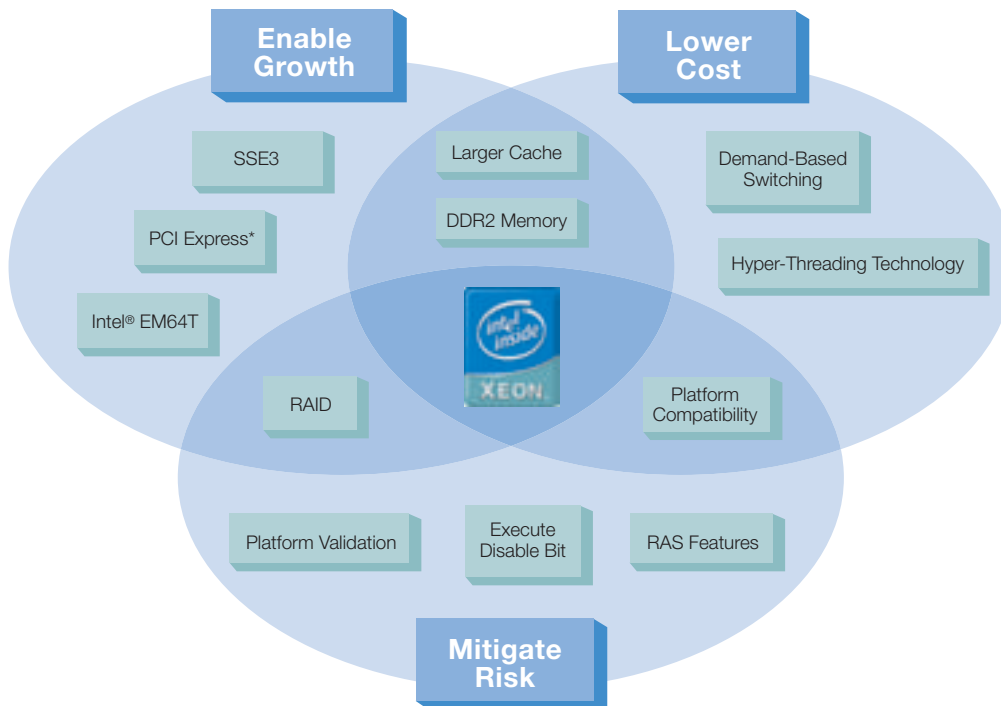 Enable
Growth
Lower
Cost
SSE3
Larger Cache
Demand-Based
Switching
PCI Express*
DDR2 Memory
Hyper-Threading Technology
Intel® EM64T
intel
inside
XEON
RAID
Platform
Compatibility
Platform Validation
Execute
Disable Bit
RAS Features
Mitigate
Risk